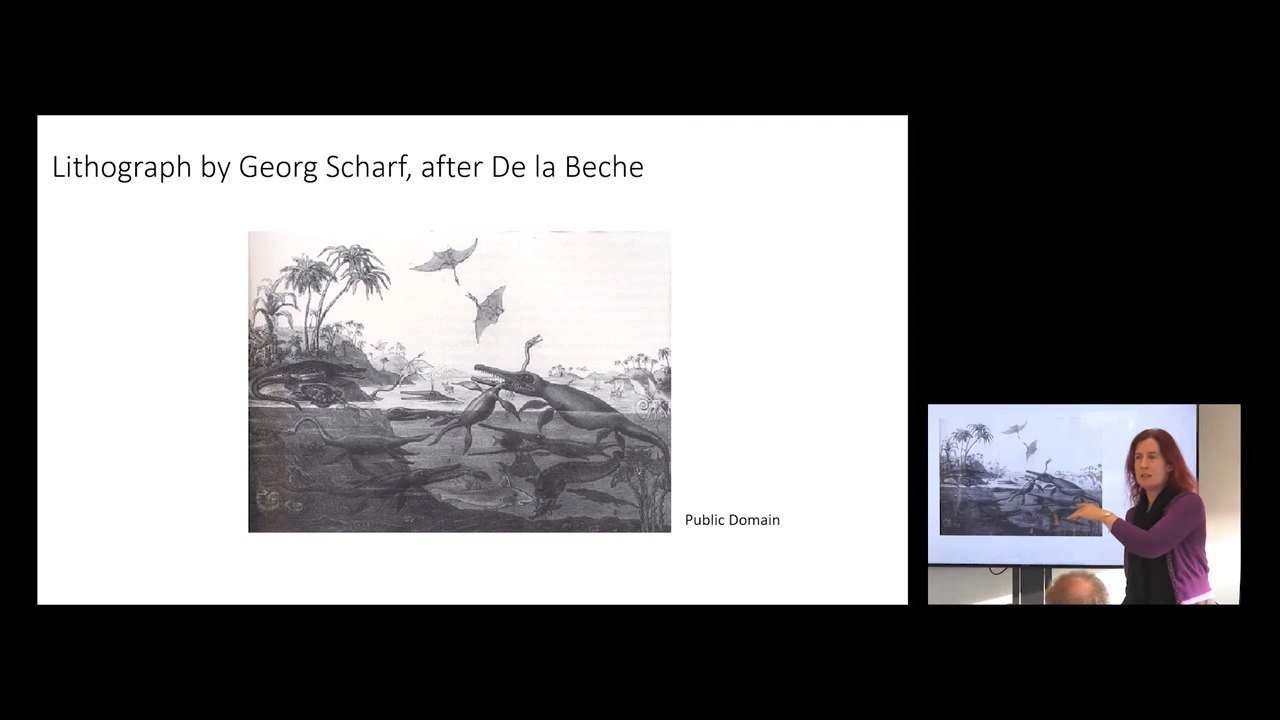 Lithograph by Georg Scharf, after De la Beche
Public Domain